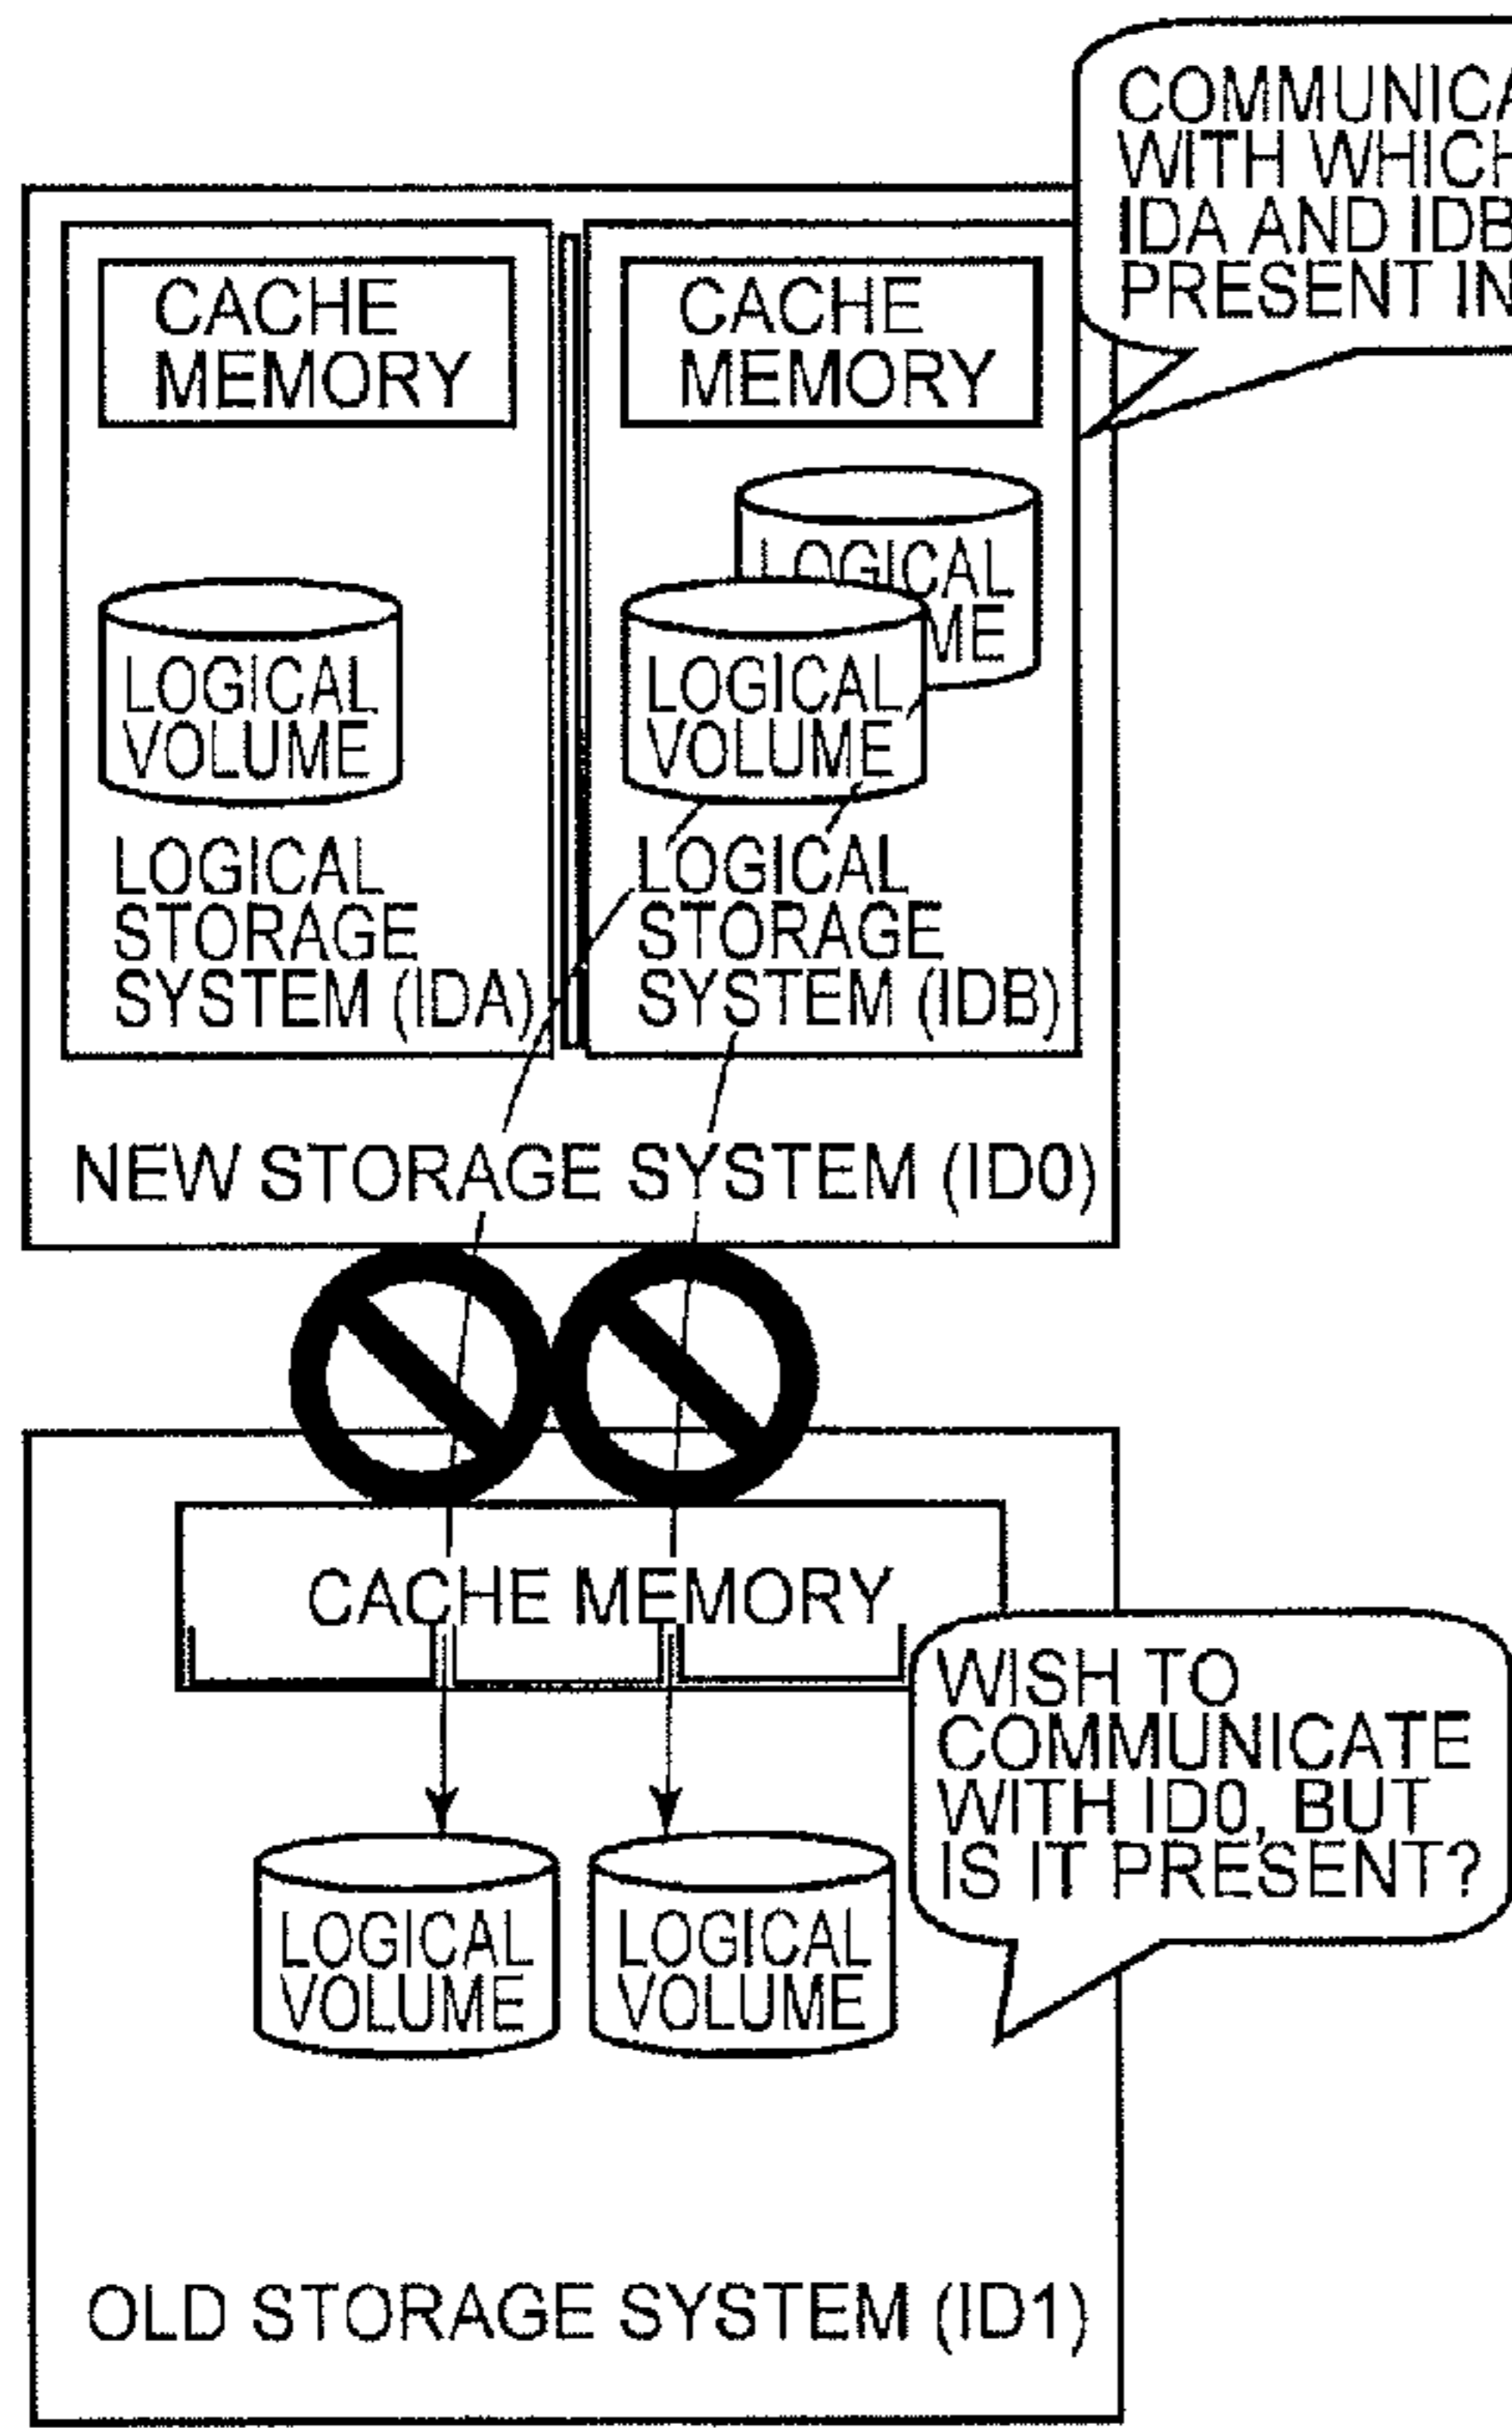 WITH WHICH
IDA AND IDB
PRESENT IN
CACHE
MEMORY
CACHE
MEMORY
LOGICAL
LOGICAL
VOLUME
LOGICAL
VOLUME
LOGICAL
STORAGE
SYSTEM (IDA)
LOGICAL
STORAGE
SYSTEM (IDB)
NEW STORAGE SYSTEM (ID0)
CACHE MEMORY
WISH TO
COMMUNICATE
WITH ID0, BUT
IS IT PRESENT?
LOGICAL
VOLUME
LOGICAL
VOLUME
OLD STORAGE SYSTEM (ID1)